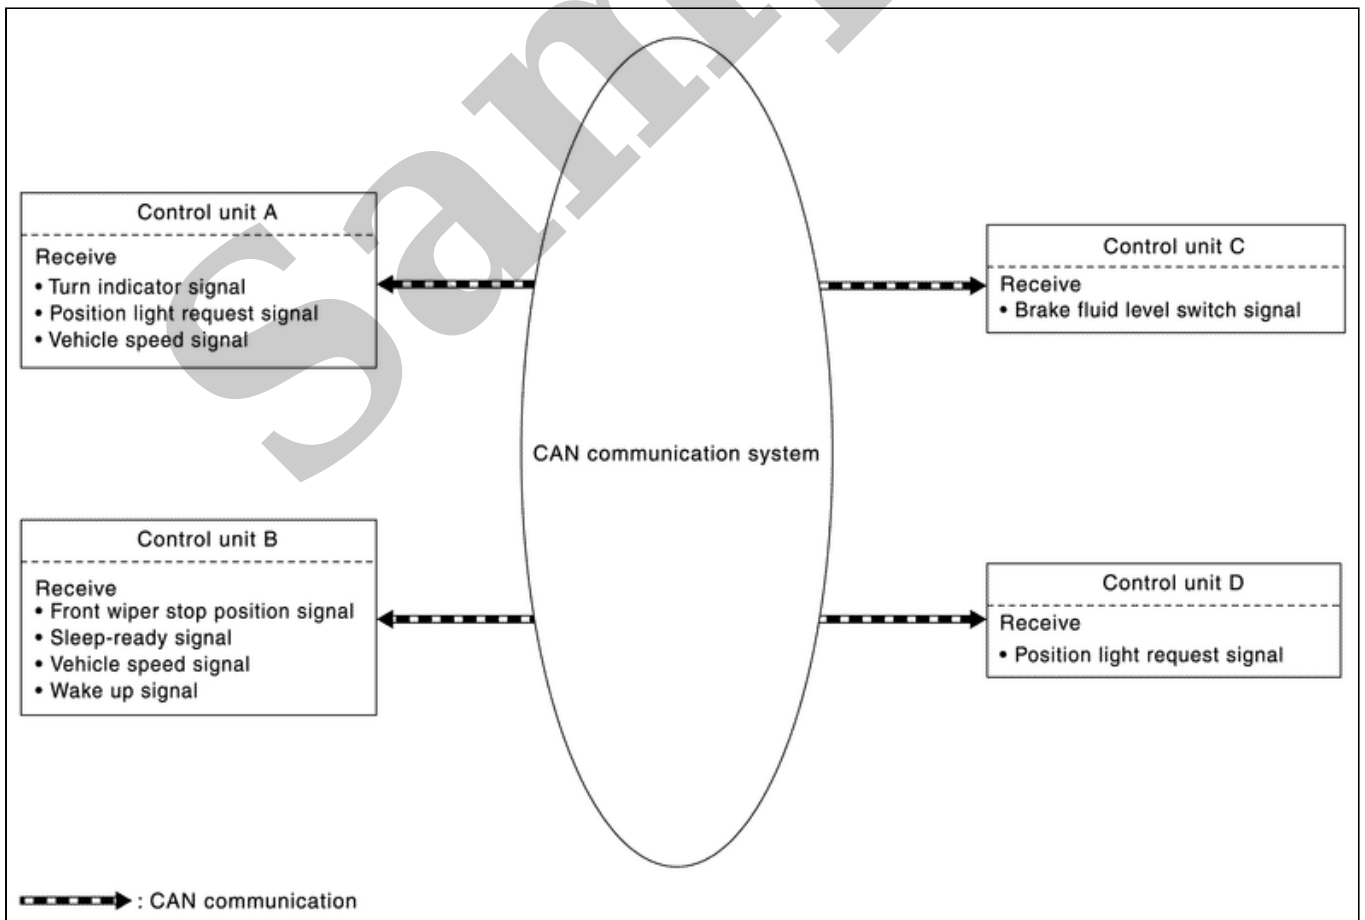 Control unit A
Receive
• Turn indicator signal
• Position light request signal
• Vehicle speed signal
Control unit B
Receive
• Front wiper stop position signal
• Sleep-ready signal
• Vehicle speed signal
• Wake up signal
CAN communication system
Control unit C
Receive
• Brake fluid level switch signal
Control unit D
Receive
• Position light request signal
: CAN communication
Samp